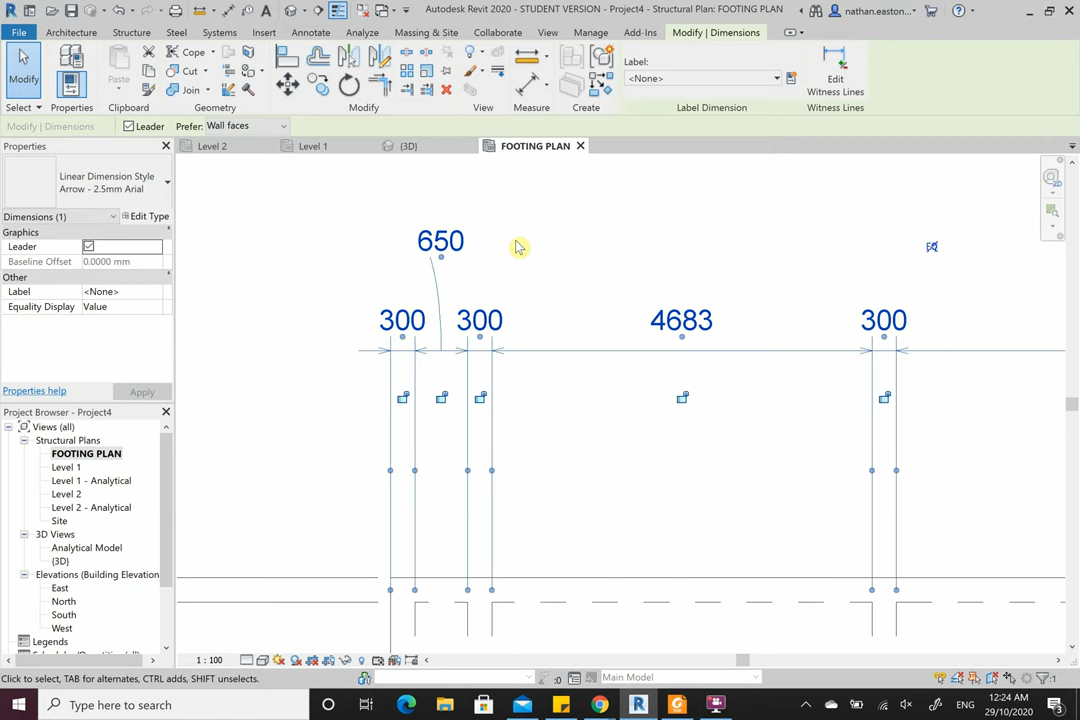 Autodesk Revit 2020 - STUDENT VERSION - Project4 - Structural Plan: FOOTING PLAN
nathan.easton...
File Architecture Structure Steel Systems Insert Annotate Analyze Massing & Site Collaborate View Manage Add-Ins Modify | Dimensions
Modify
Paste
Cope
Cut
Join
Label:
<None>
Edit
Witness Lines
Select Properties Clipboard Geometry Modify View Measure Create Label Dimension Witness Lines
Modify | Dimensions Leader Prefer: Wall faces
Properties
Level 2 Level 1 {3D} FOOTING PLAN
Linear Dimension Style
Arrow - 2.5mm Arial
Dimensions (1) Edit Type
Graphics
Leader
Baseline Offset 0.0000 mm
Other
Label <None>
Equality Display Value
Properties help Apply
650
EQ
300 300 4683 300
Project Browser - Project4
Views (all)
Structural Plans
FOOTING PLAN
Level 1
Level 1 - Analytical
Level 2
Level 2 - Analytical
Site
3D Views
Analytical Model
{3D}
Elevations (Building Elevation
East
North
South
West
Legends
1 : 100
Click to select, TAB for alternates, CTRL adds, SHIFT unselects.
:0 Main Model
:1
Type here to search
12:24 AM
29/10/2020
3